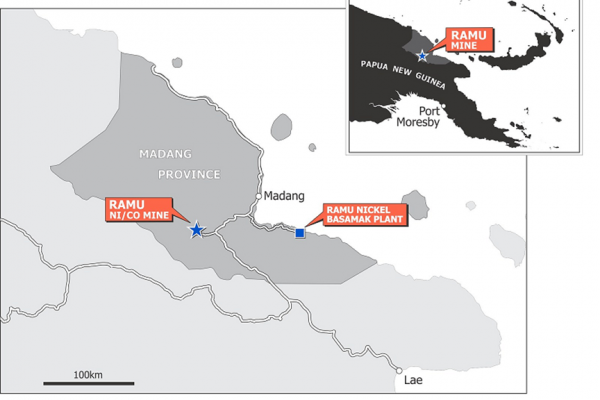 RAMU
MINE
PAPUA NEW GUINEA
Port
Moresby
MADANG
PROVINCE
Madang
RAMU
NI/CO MINE
RAMU NICKEL
BASAMAK PLANT
100km
Lae